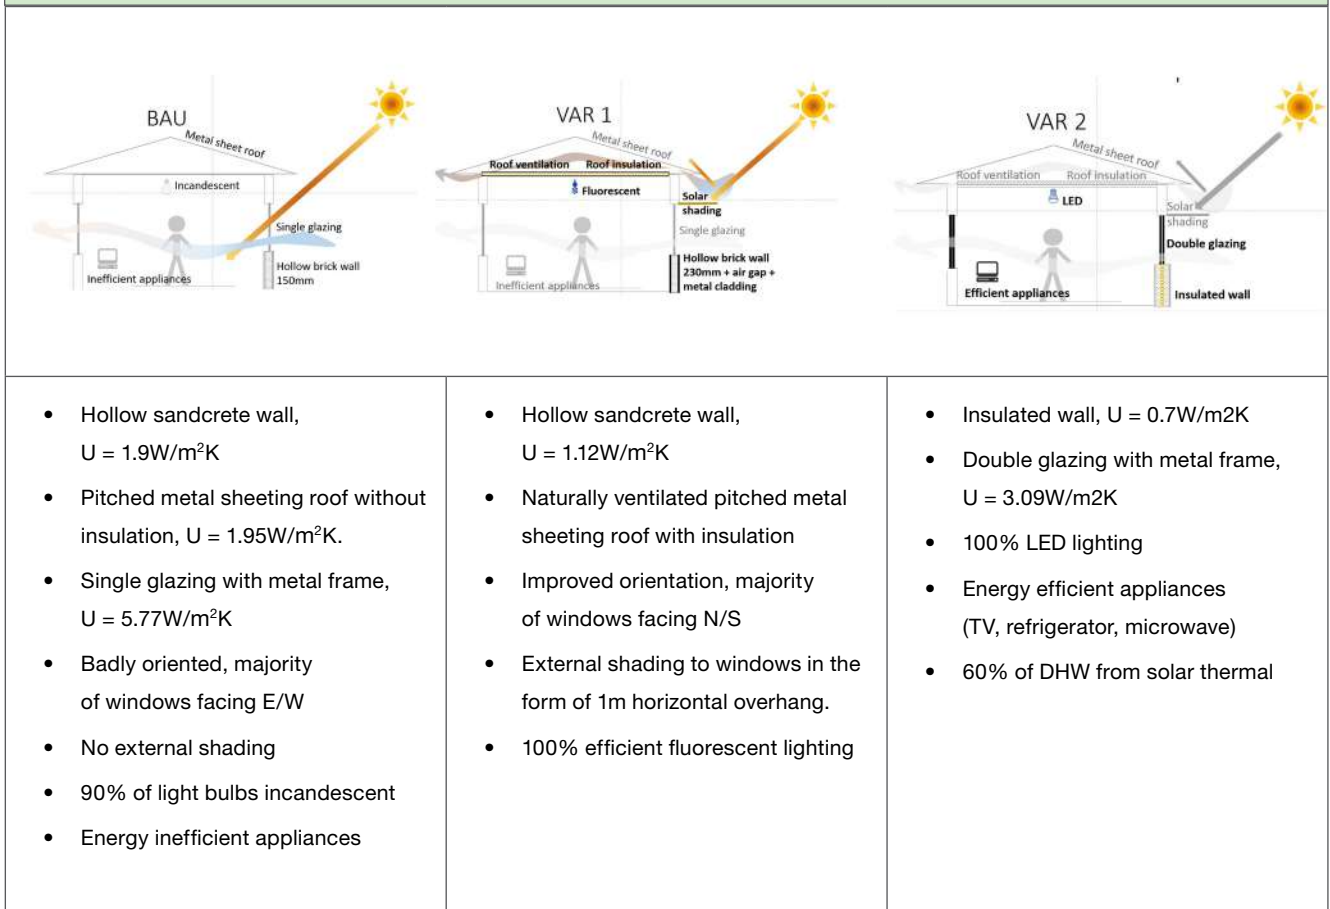 BAU
Metal sheet roof
Incandescent
Single glazing
Inefficient appliances
Hollow brick wall
150mm
VAR 1
Metal sheet roof
Roof ventilation Roof insulation
Fluorescent
Solar
shading
Single glazing
Inefficient appliances
Hollow brick wall
230mm + air gap +
metal cladding
VAR 2
Metal sheet roof
Roof ventilation Roof insulation
LED
Solar
shading
Double glazing
Efficient appliances
Insulated wall
• Hollow sandcrete wall,
U = 1.9W/m²K
• Pitched metal sheeting roof without
insulation, U = 1.95W/m²K.
• Single glazing with metal frame,
U = 5.77W/m²K
• Badly oriented, majority
of windows facing E/W
• No external shading
• 90% of light bulbs incandescent
• Energy inefficient appliances
• Hollow sandcrete wall,
U = 1.12W/m²K
• Naturally ventilated pitched metal
sheeting roof with insulation
• Improved orientation, majority
of windows facing N/S
• External shading to windows in the
form of 1m horizontal overhang.
• 100% efficient fluorescent lighting
• Insulated wall, U = 0.7W/m2K
• Double glazing with metal frame,
U = 3.09W/m2K
• 100% LED lighting
• Energy efficient appliances
(TV, refrigerator, microwave)
• 60% of DHW from solar thermal